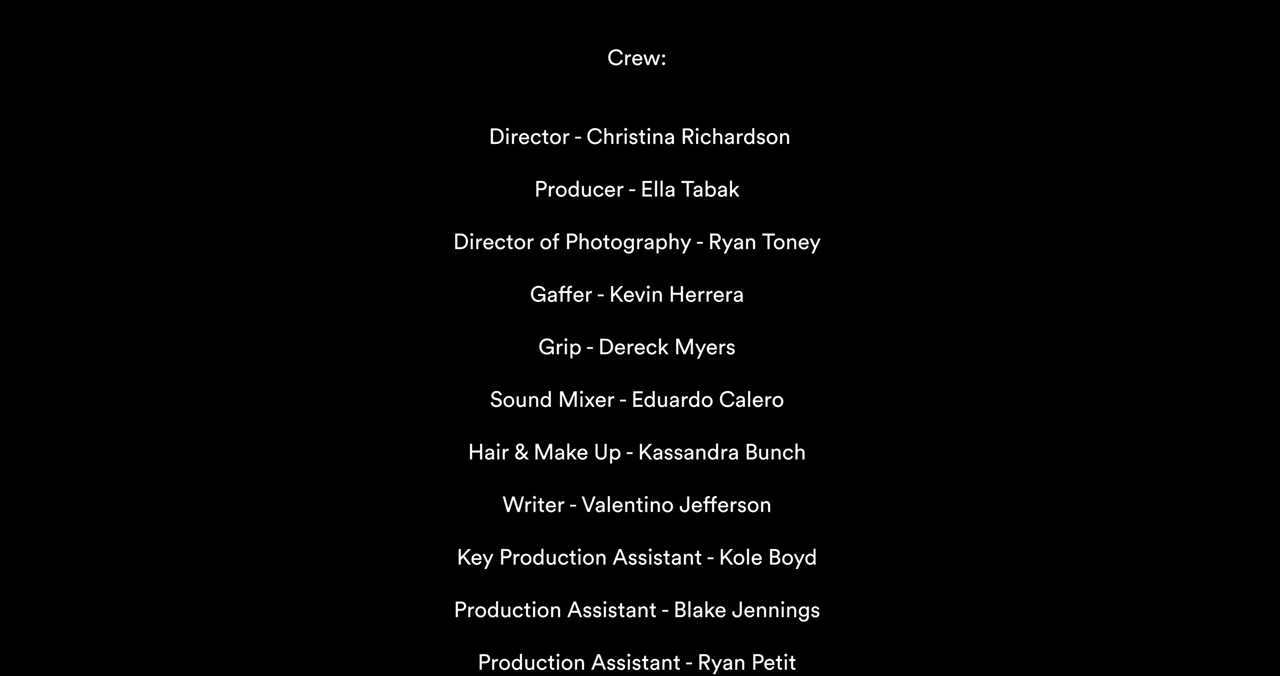 Crew:
Director - Christina Richardson
Producer - Ella Tabak
Director of Photography - Ryan Toney
Gaffer - Kevin Herrera
Grip - Dereck Myers
Sound Mixer - Eduardo Calero
Hair & Make Up - Kassandra Bunch
Writer - Valentino Jefferson
Key Production Assistant - Kole Boyd
Production Assistant - Blake Jennings
Production Assistant - Ryan Petit